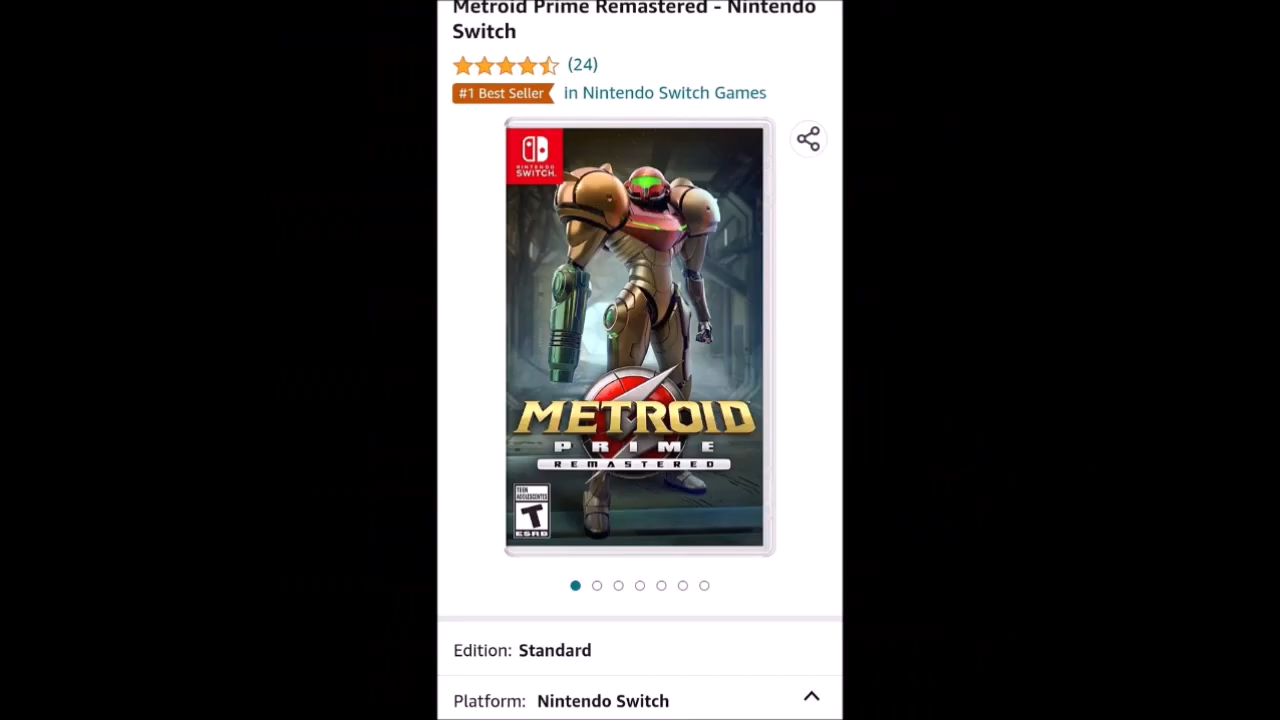 Metroid Prime Remastered - Nintendo
Switch
(24)
#1 Best Seller in Nintendo Switch Games
NINTENDO
SWITCH.
METROID
PRIME
REMASTERED
TEEN
ADOLESCENTES
T
ESRB
Edition: Standard
Platform: Nintendo Switch